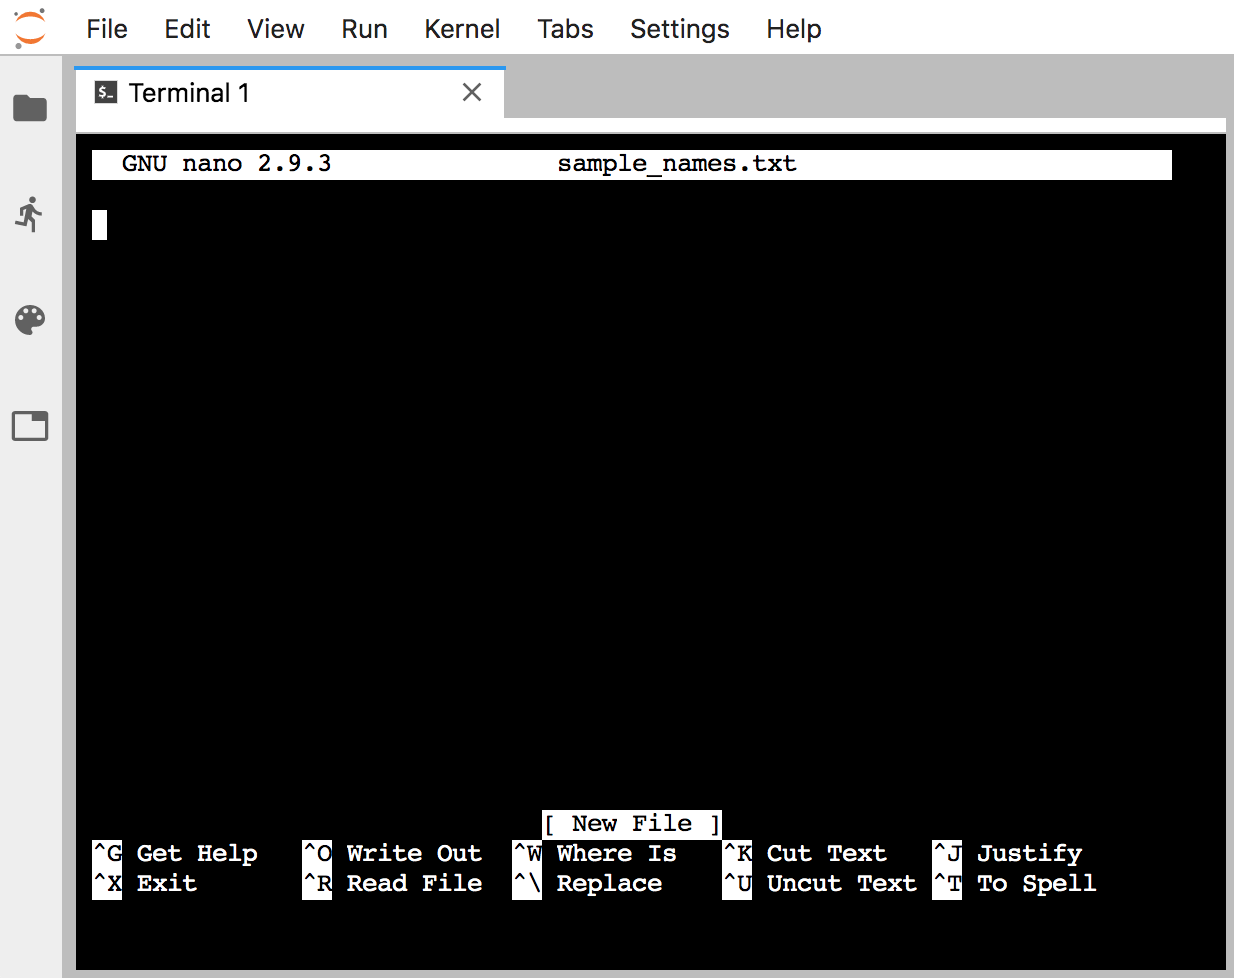 File Edit View Run Kernel Tabs Settings Help
$_ Terminal 1
GNU nano 2.9.3 sample_names.txt
[ New File ]
^G Get Help ^O Write Out ^W Where Is ^K Cut Text ^J Justify
^X Exit ^R Read File ^\ Replace ^U Uncut Text ^T To Spell